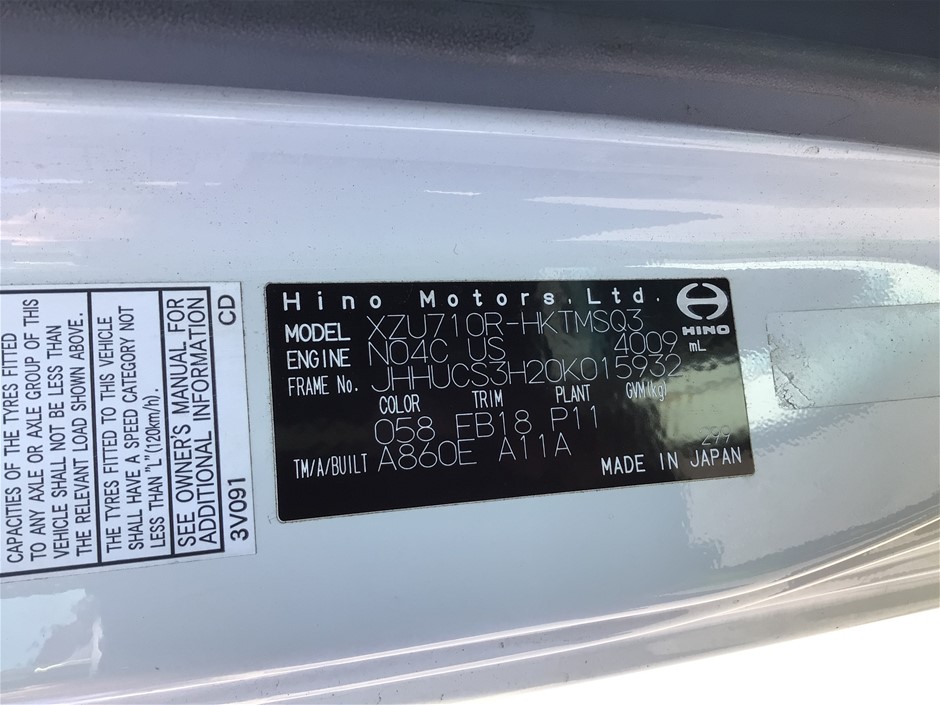 CAPACITIES OF THE TYRES FITTED
TO ANY AXLE OR AXLE GROUP OF THIS
VEHICLE SHALL NOT BE LESS THAN
THE RELEVANT LOAD SHOWN ABOVE.
THE TYRES FITTED TO THIS VEHICLE
SHALL HAVE A SPEED CATEGORY NOT
LESS THAN "L" (120km/h).
SEE OWNER'S MANUAL FOR
ADDITIONAL INFORMATION
3V091 CD
Hino Motors, Ltd.
HINO
MODEL XZU710R-HKTMSQ3
ENGINE N04C US 4009 mL
FRAME No. JHHUCS3H20K015932
COLOR TRIM PLANT GVM(kg)
058 EB18 P11
TM/A/BUILT A860E A11A
299
MADE IN JAPAN